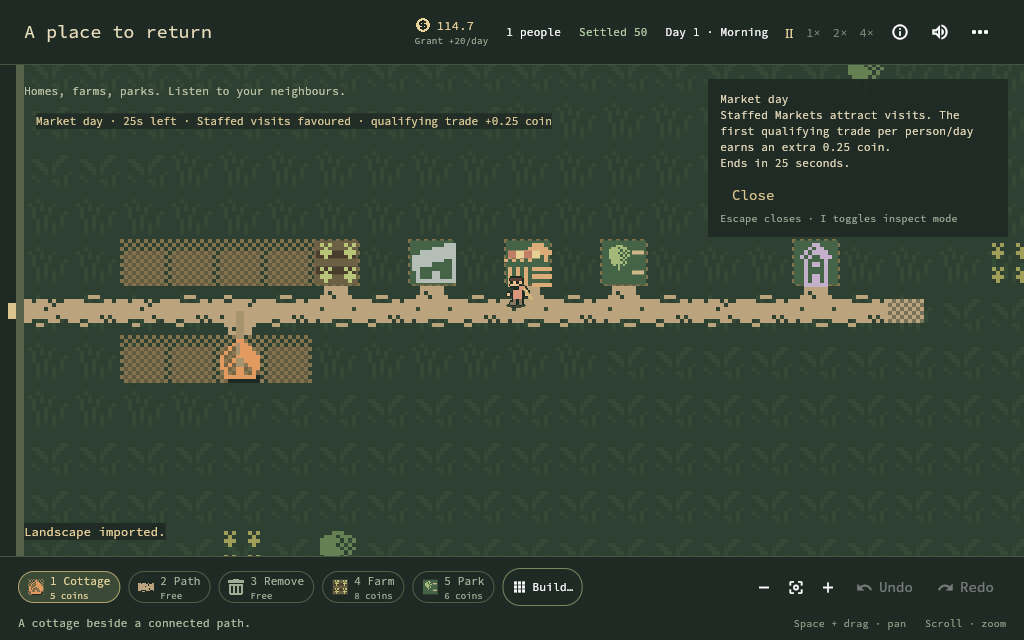 A place to return
114.7
Grant +20/day
1 people
Settled 50
Day 1 · Morning
1×
2×
4×
Homes, farms, parks. Listen to your neighbours.
Market day · 25s left · Staffed visits favoured · qualifying trade +0.25 coin
Market day
Staffed Markets attract visits. The
first qualifying trade per person/day
earns an extra 0.25 coin.
Ends in 25 seconds.
Close
Escape closes · I toggles inspect mode
Landscape imported.
1 Cottage
5 coins
2 Path
Free
3 Remove
Free
4 Farm
8 coins
5 Park
6 coins
Build…
Undo
Redo
A cottage beside a connected path.
Space + drag · pan
Scroll · zoom